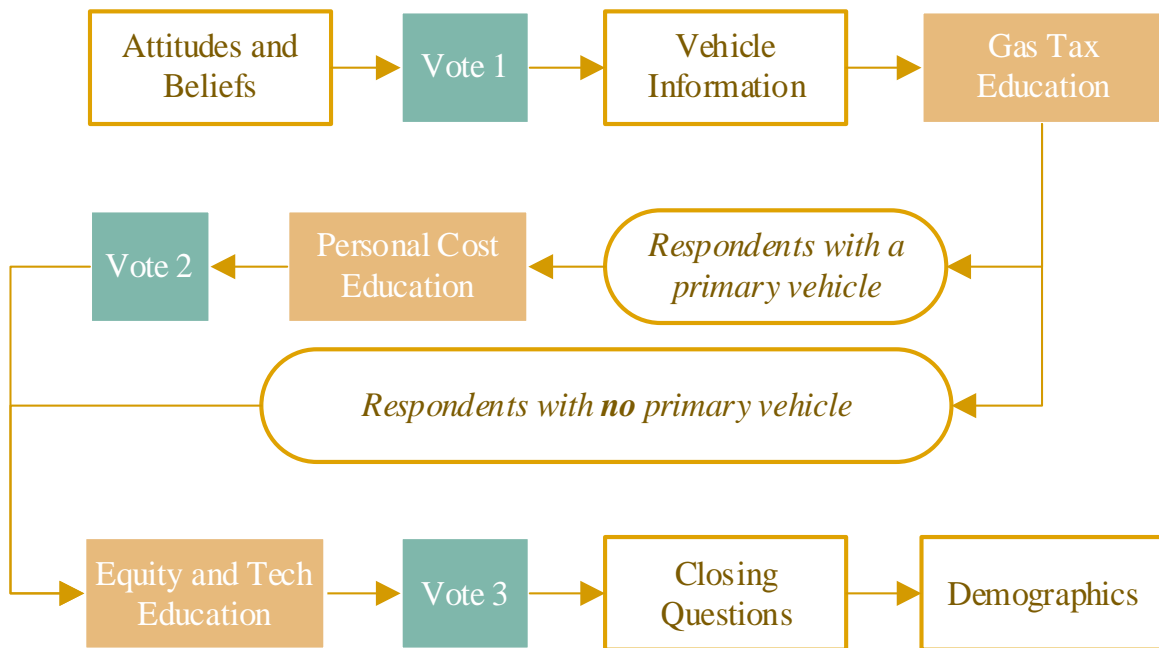 Attitudes and
Beliefs
Vote 1
Vehicle
Information
Gas Tax
Education
Vote 2
Personal Cost
Education
Respondents with a
primary vehicle
Respondents with no primary vehicle
Equity and Tech
Education
Vote 3
Closing
Questions
Demographics